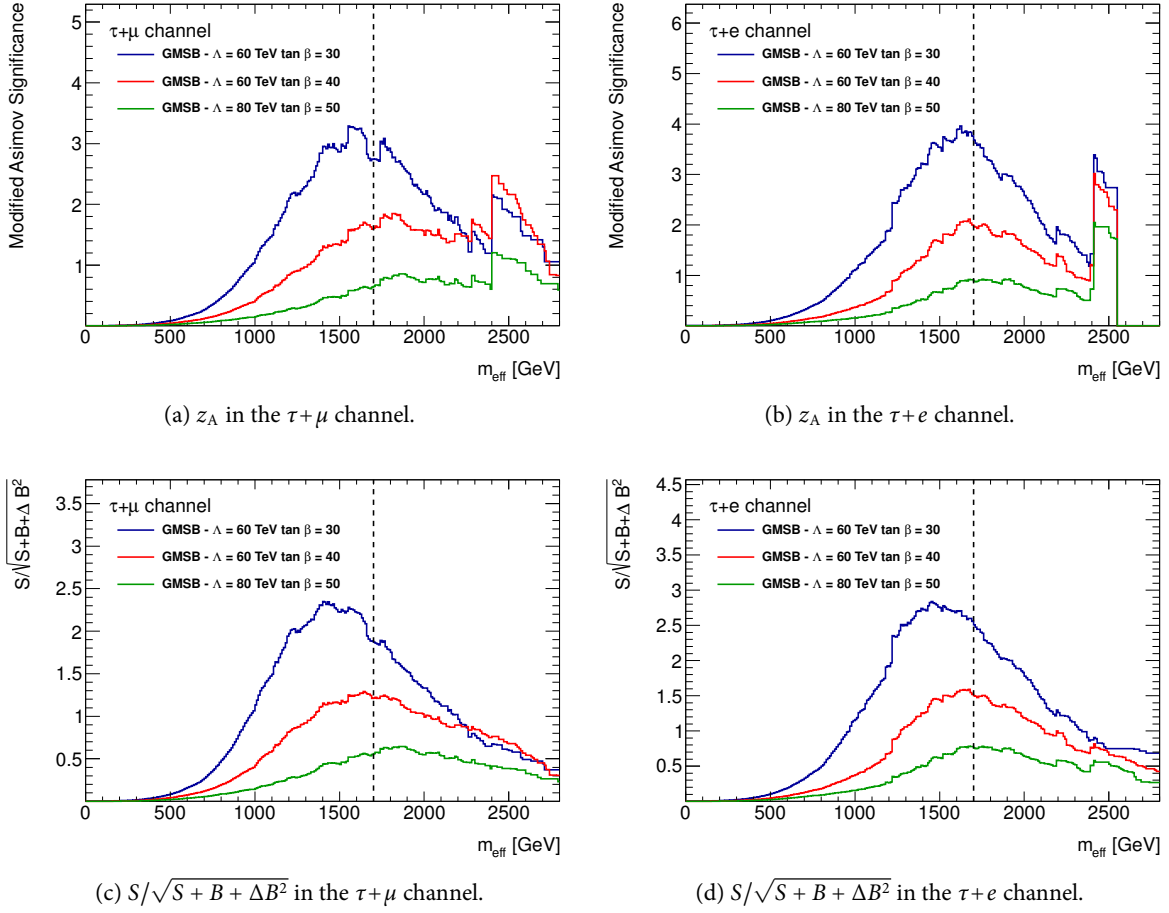 Modified Asimov Significance
5
4
3
2
1
τ+μ channel
GMSB - Λ = 60 TeV tan β = 30
GMSB - Λ = 60 TeV tan β = 40
GMSB - Λ = 80 TeV tan β = 50
0 500 1000 1500 2000 2500
m_eff [GeV]
(a) z_A in the τ+μ channel.
Modified Asimov Significance
6
5
4
3
2
1
τ+e channel
GMSB - Λ = 60 TeV tan β = 30
GMSB - Λ = 60 TeV tan β = 40
GMSB - Λ = 80 TeV tan β = 50
0 500 1000 1500 2000 2500
m_eff [GeV]
(b) z_A in the τ+e channel.
S/√S+B+Δ B²
3.5
3
2.5
2
1.5
1
0.5
τ+μ channel
GMSB - Λ = 60 TeV tan β = 30
GMSB - Λ = 60 TeV tan β = 40
GMSB - Λ = 80 TeV tan β = 50
0 500 1000 1500 2000 2500
m_eff [GeV]
(c) S/√S + B + ΔB² in the τ+μ channel.
S/√S+B+Δ B²
4.5
4
3.5
3
2.5
2
1.5
1
0.5
τ+e channel
GMSB - Λ = 60 TeV tan β = 30
GMSB - Λ = 60 TeV tan β = 40
GMSB - Λ = 80 TeV tan β = 50
0 500 1000 1500 2000 2500
m_eff [GeV]
(d) S/√S + B + ΔB² in the τ+e channel.